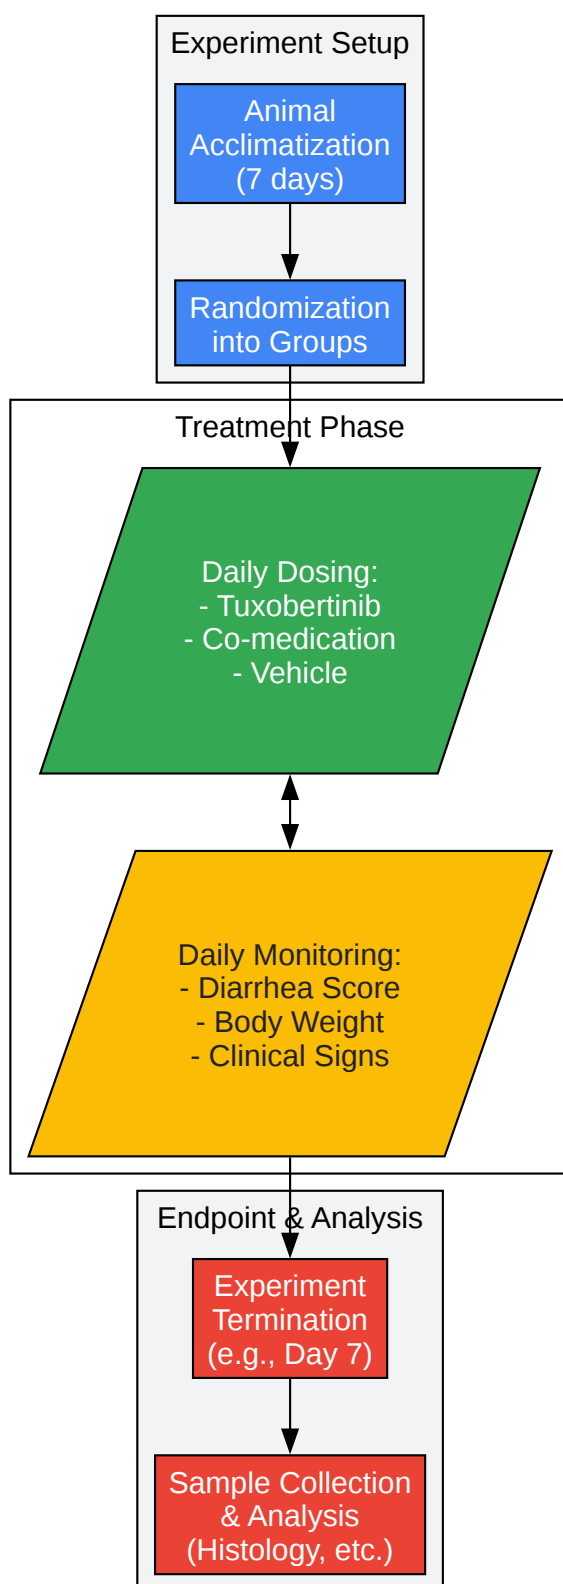 Experiment Setup
Animal
Acclimatization
(7 days)
Randomization
into Groups
Treatment Phase
Daily Dosing:
- Tuxobertinib
- Co-medication
- Vehicle
Daily Monitoring:
- Diarrhea Score
- Body Weight
- Clinical Signs
Endpoint & Analysis
Experiment
Termination
(e.g., Day 7)
Sample Collection
& Analysis
(Histology, etc.)